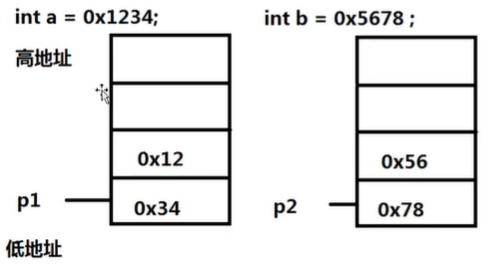 int a = 0x1234;
int b = 0x5678 ;
高地址
0x12
0x56
p1
0x34
p2
0x78
低地址